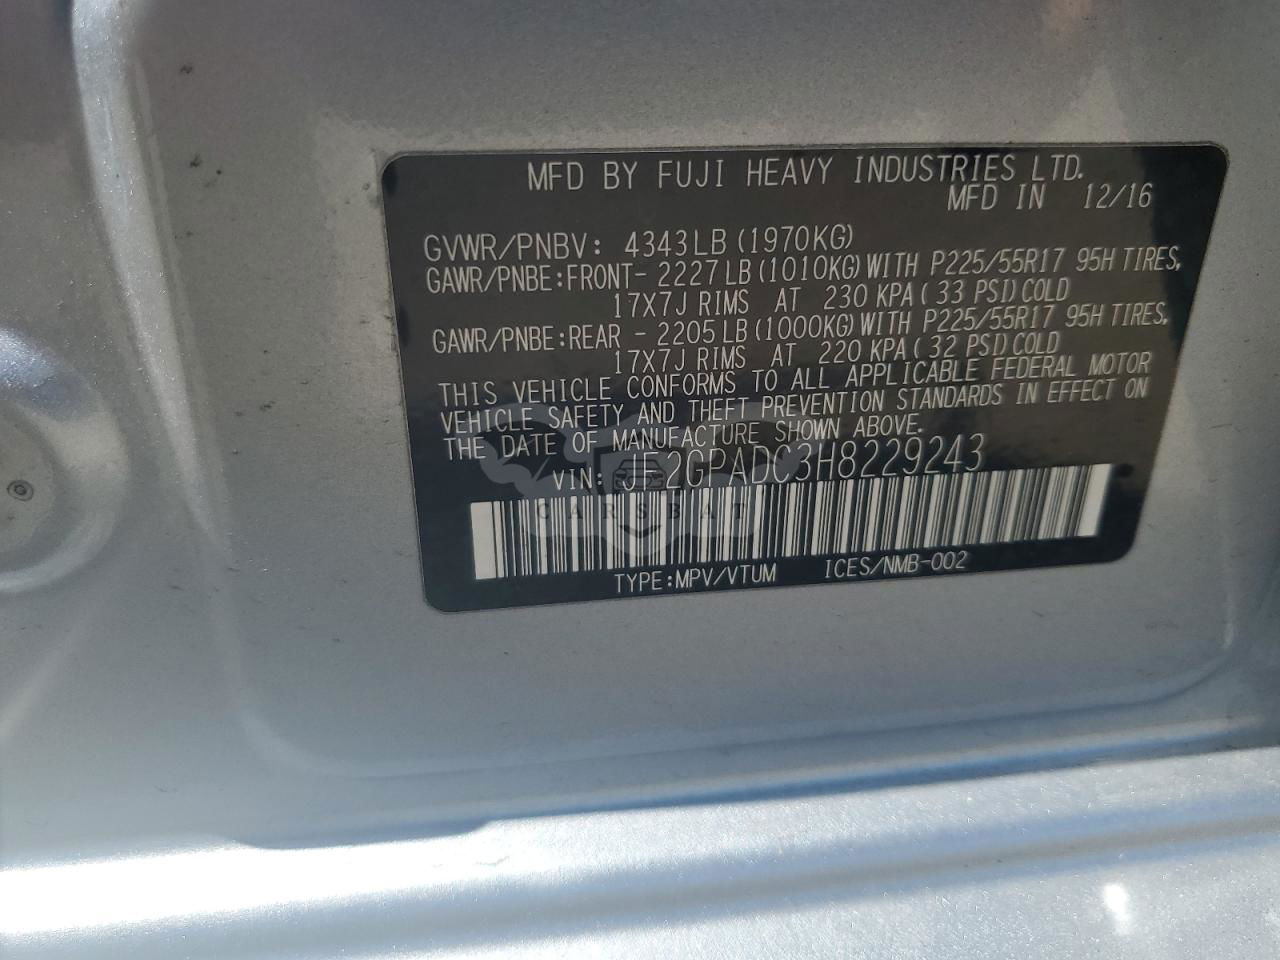 MFD BY FUJI HEAVY INDUSTRIES LTD.
MFD IN 12/16
GVWR/PNBV: 4343LB (1970KG)
GAWR/PNBE:FRONT- 2227LB (1010KG) WITH P225/55R17 95H TIRES,
17X7J RIMS AT 230 KPA (33 PSI) COLD
GAWR/PNBE:REAR - 2205LB (1000KG) WITH P225/55R17 95H TIRES,
17X7J RIMS AT 220 KPA (32 PSI) COLD
THIS VEHICLE CONFORMS TO ALL APPLICABLE FEDERAL MOTOR
VEHICLE SAFETY AND THEFT PREVENTION STANDARDS IN EFFECT ON
THE DATE OF MANUFACTURE SHOWN ABOVE.
VIN: JF2GPADC3H8229243
CARSBAT
TYPE:MPV/VTUM ICES/NMB-002